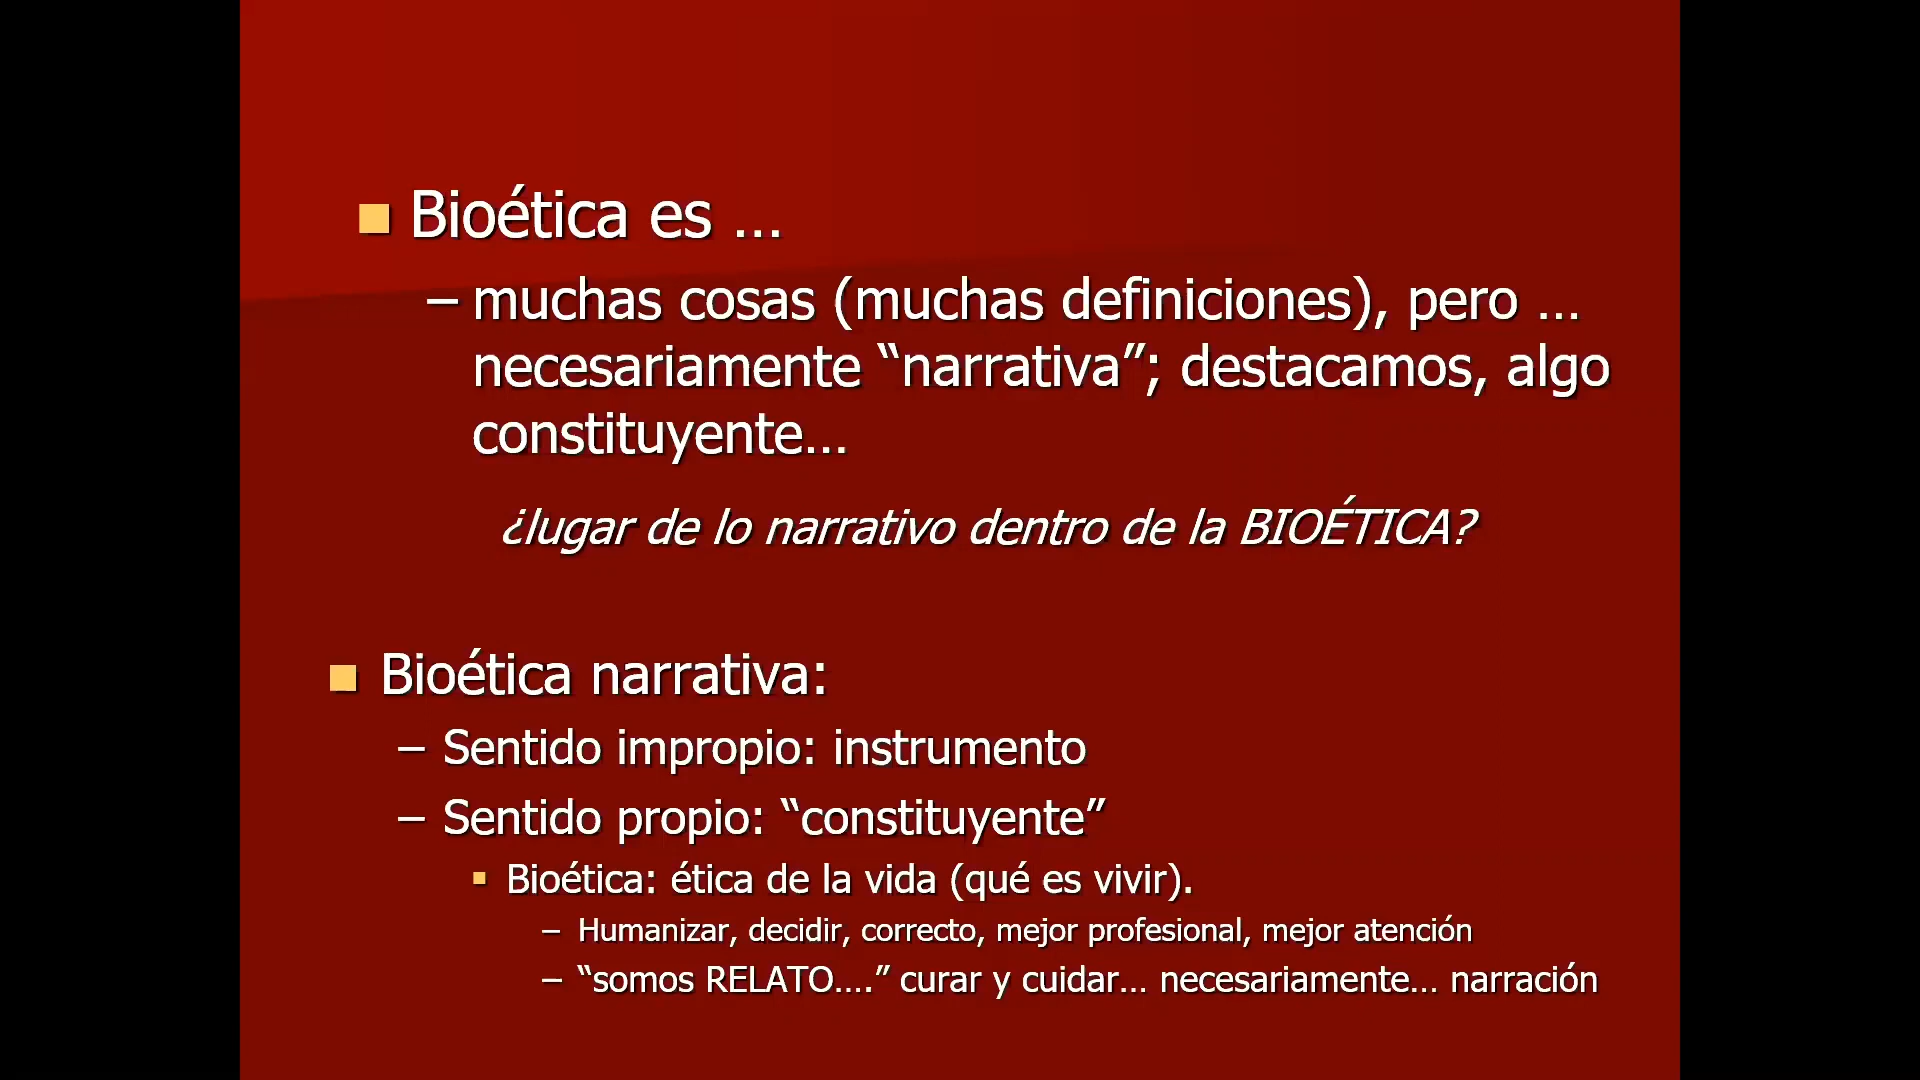 Bioética es …
– muchas cosas (muchas definiciones), pero …
necesariamente “narrativa”; destacamos, algo
constituyente…
¿lugar de lo narrativo dentro de la BIOÉTICA?
Bioética narrativa:
– Sentido impropio: instrumento
– Sentido propio: “constituyente”
Bioética: ética de la vida (qué es vivir).
– Humanizar, decidir, correcto, mejor profesional, mejor atención
– “somos RELATO….” curar y cuidar… necesariamente… narración